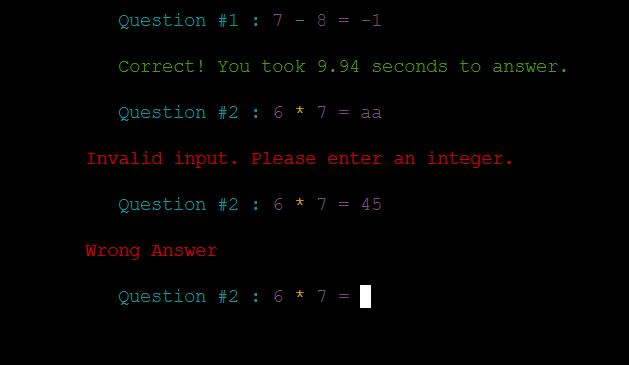 Question #1 : 7 - 8 = -1
Correct! You took 9.94 seconds to answer.
Question #2 : 6 * 7 = aa
Invalid input. Please enter an integer.
Question #2 : 6 * 7 = 45
Wrong Answer
Question #2 : 6 * 7 =